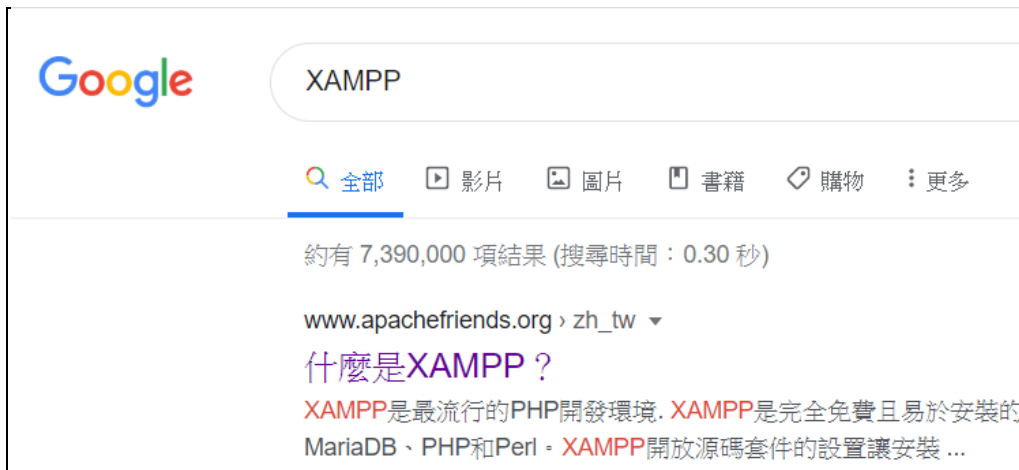 Google XAMPP
全部 影片 圖片 書籍 購物 更多
約有 7,390,000 項結果 (搜尋時間：0.30 秒)
www.apachefriends.org › zh_tw
什麼是XAMPP？
XAMPP是最流行的PHP開發環境. XAMPP是完全免費且易於安裝的
MariaDB、PHP和Perl。XAMPP開放源碼套件的設置讓安裝 ...